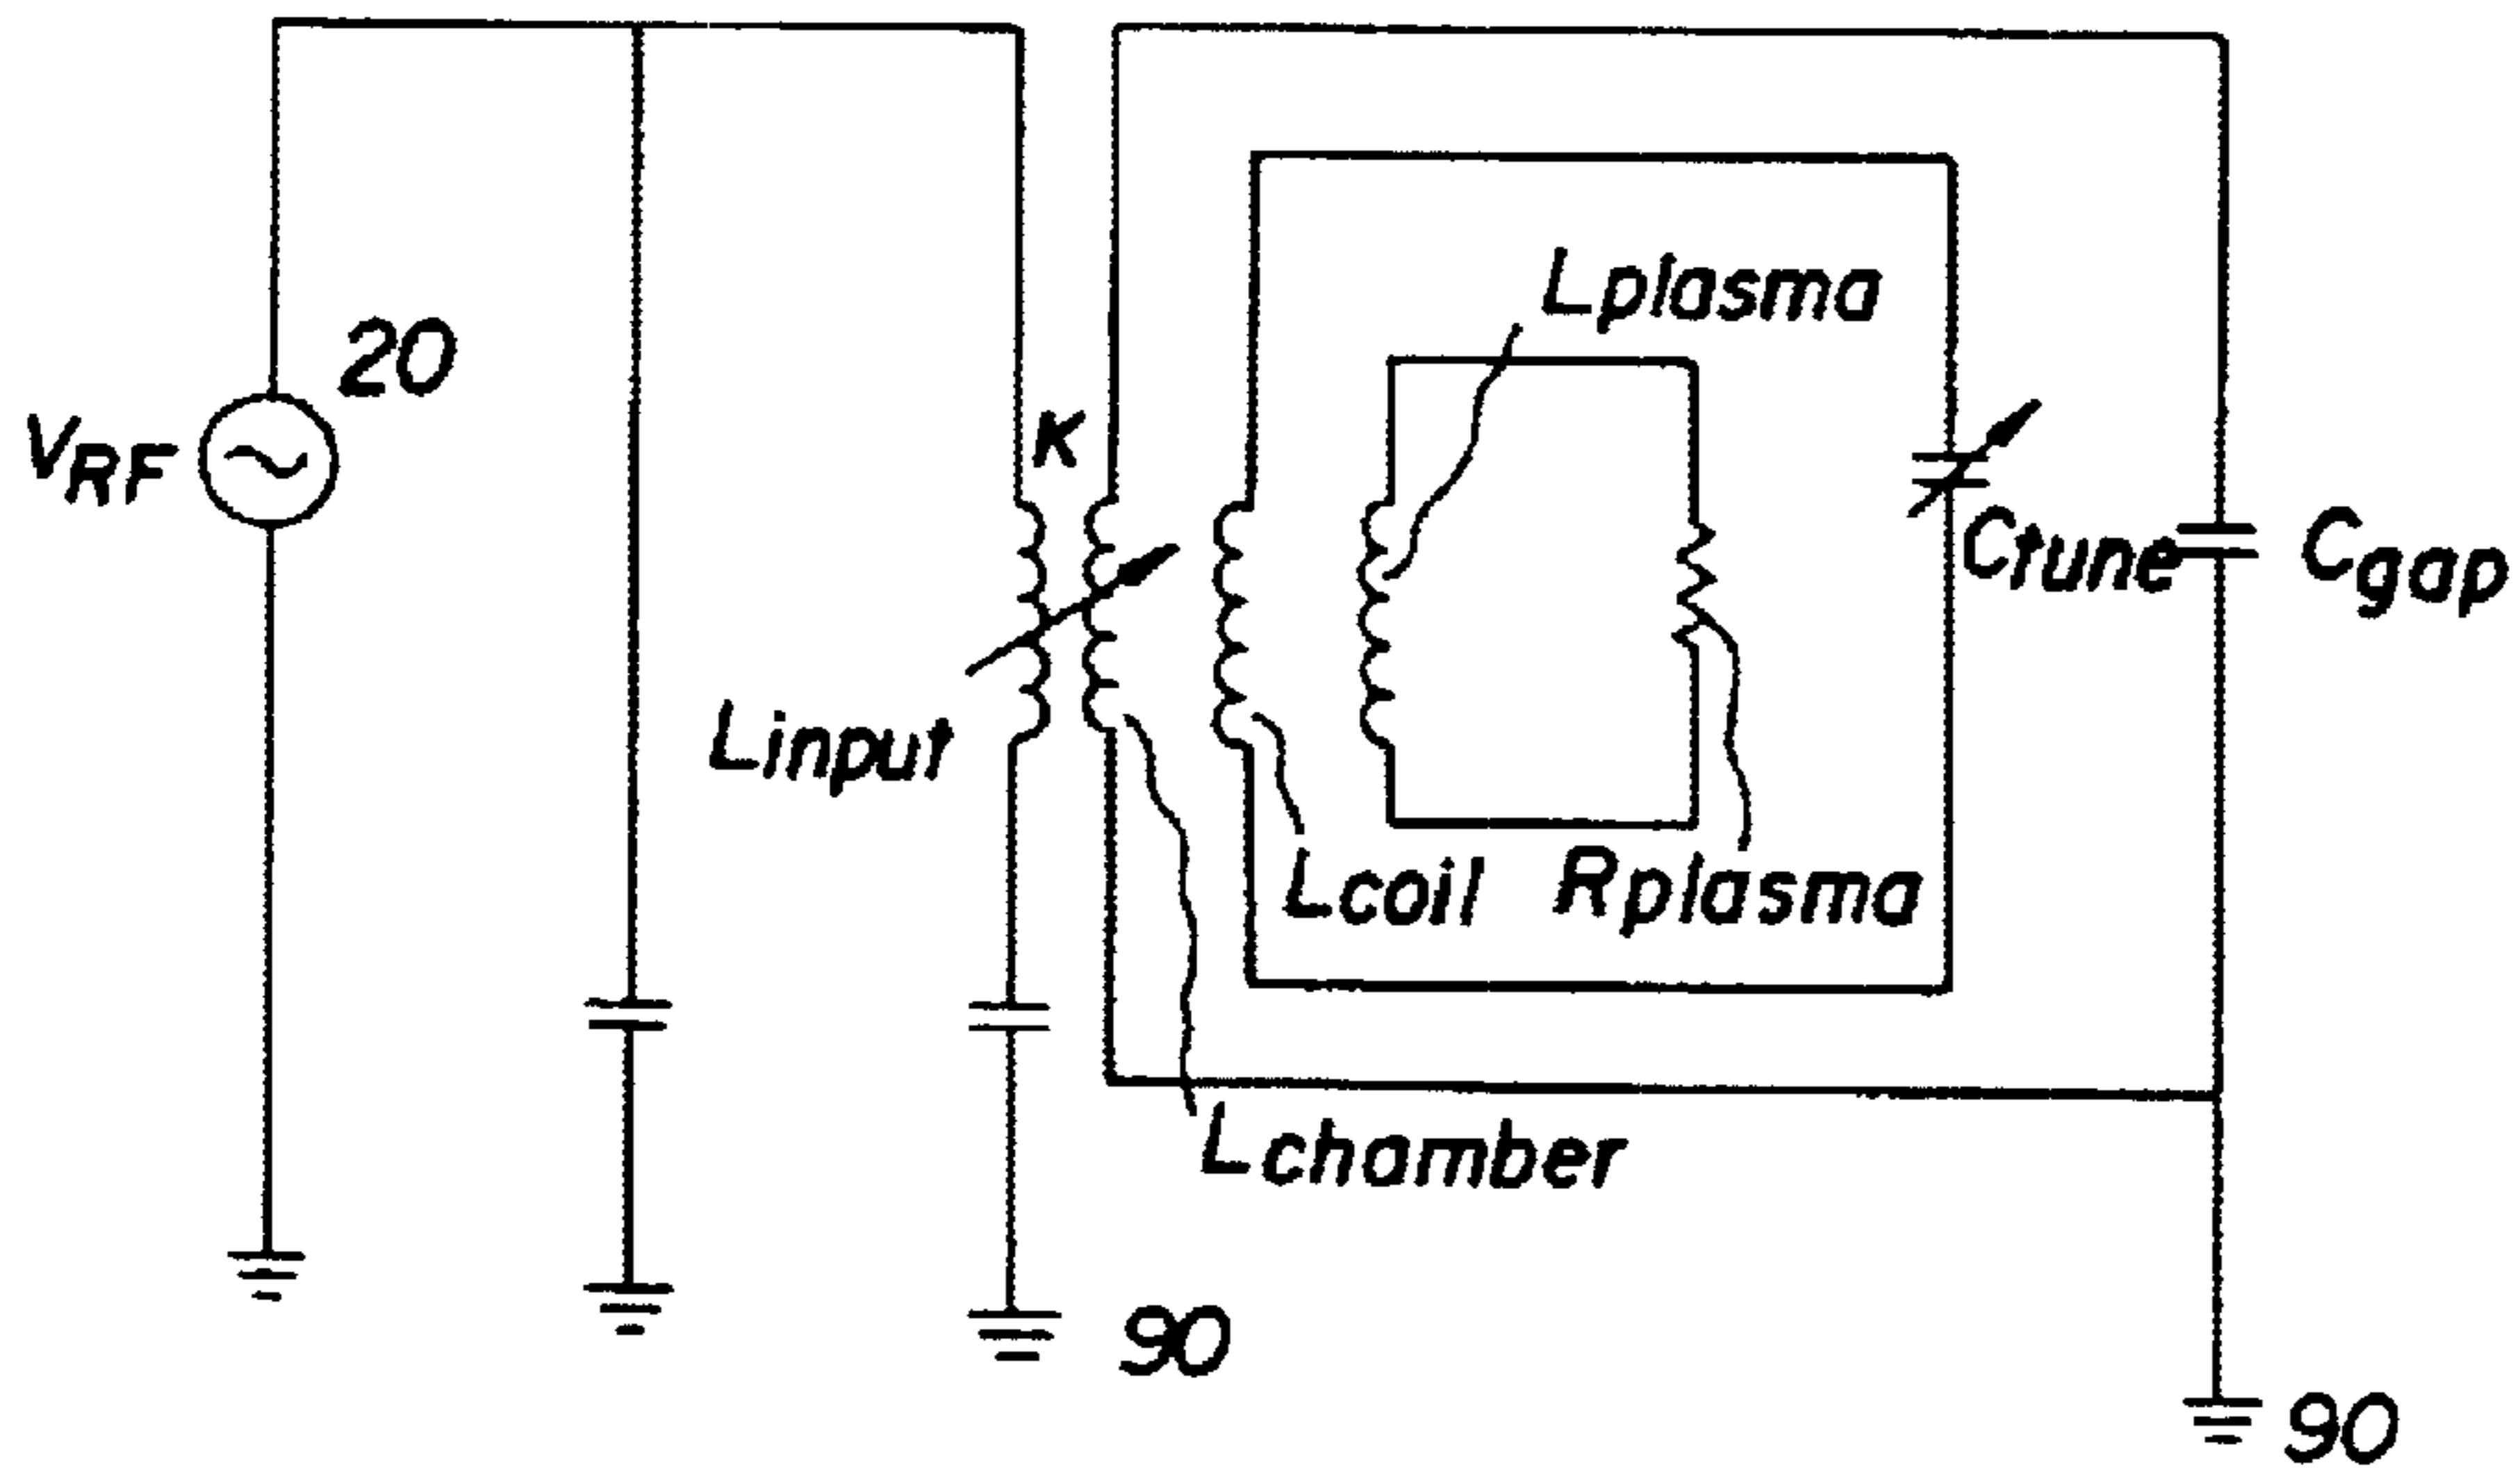 Lplasma
20
VRF
K
Ctune
Cgap
Linput
Lcoil
Rplasma
Lchamber
90
90